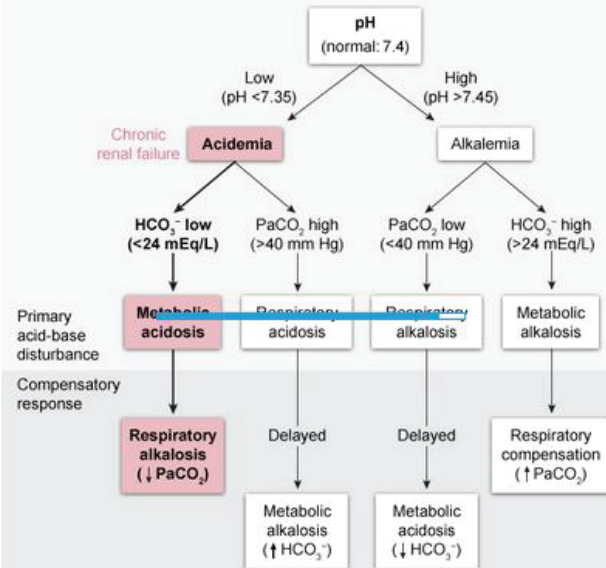 pH
(normal: 7.4)
Low
(pH <7.35)
High
(pH >7.45)
Chronic
renal failure
Acidemia
Alkalemia
HCO₃⁻ low
(<24 mEq/L)
PaCO₂ high
(>40 mm Hg)
PaCO₂ low
(<40 mm Hg)
HCO₃⁻ high
(>24 mEq/L)
Primary
acid-base
disturbance
Metabolic
acidosis
Respiratory
acidosis
Respiratory
alkalosis
Metabolic
alkalosis
Compensatory
response
Respiratory
alkalosis
(↓PaCO₂)
Delayed
Delayed
Respiratory
compensation
(↑PaCO₂)
Metabolic
alkalosis
(↑HCO₃⁻)
Metabolic
acidosis
(↓HCO₃⁻)